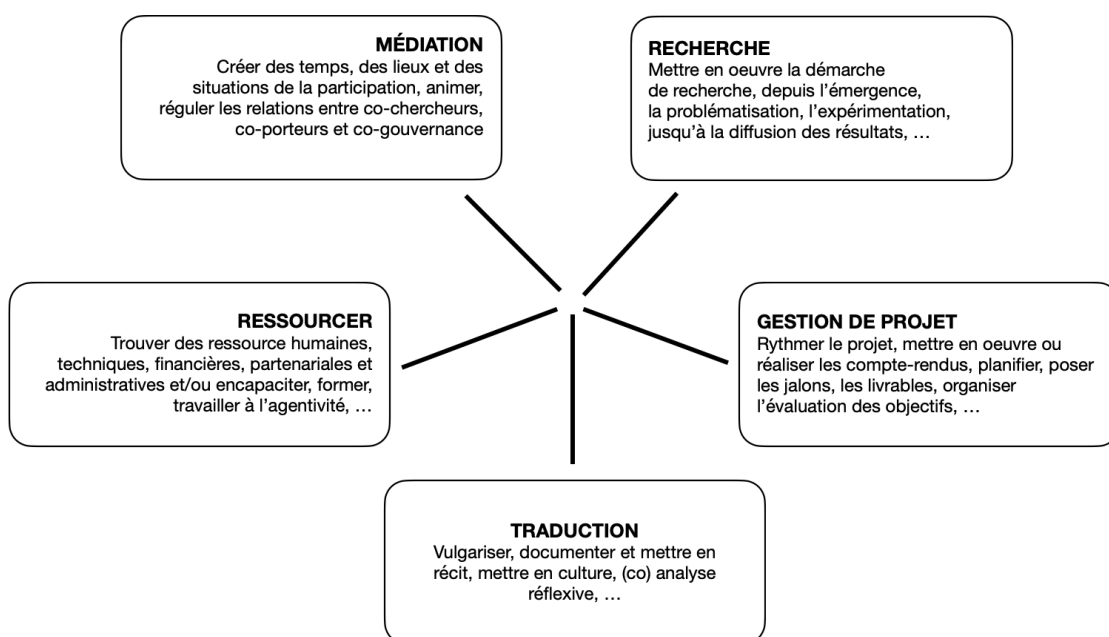 MÉDIATION
Créer des temps, des lieux et des
situations de la participation, animer,
réguler les relations entre co-chercheurs,
co-porteurs et co-gouvernance
RECHERCHE
Mettre en oeuvre la démarche
de recherche, depuis l’émergence,
la problématisation, l’expérimentation,
jusqu’à la diffusion des résultats, …
RESSOURCER
Trouver des ressource humaines,
techniques, financières, partenariales et
administratives et/ou encapaciter, former,
travailler à l’agentivité, …
GESTION DE PROJET
Rythmer le projet, mettre en oeuvre ou
réaliser les compte-rendus, planifier, poser
les jalons, les livrables, organiser
l’évaluation des objectifs, …
TRADUCTION
Vulgariser, documenter et mettre en
récit, mettre en culture, (co) analyse
réflexive, …